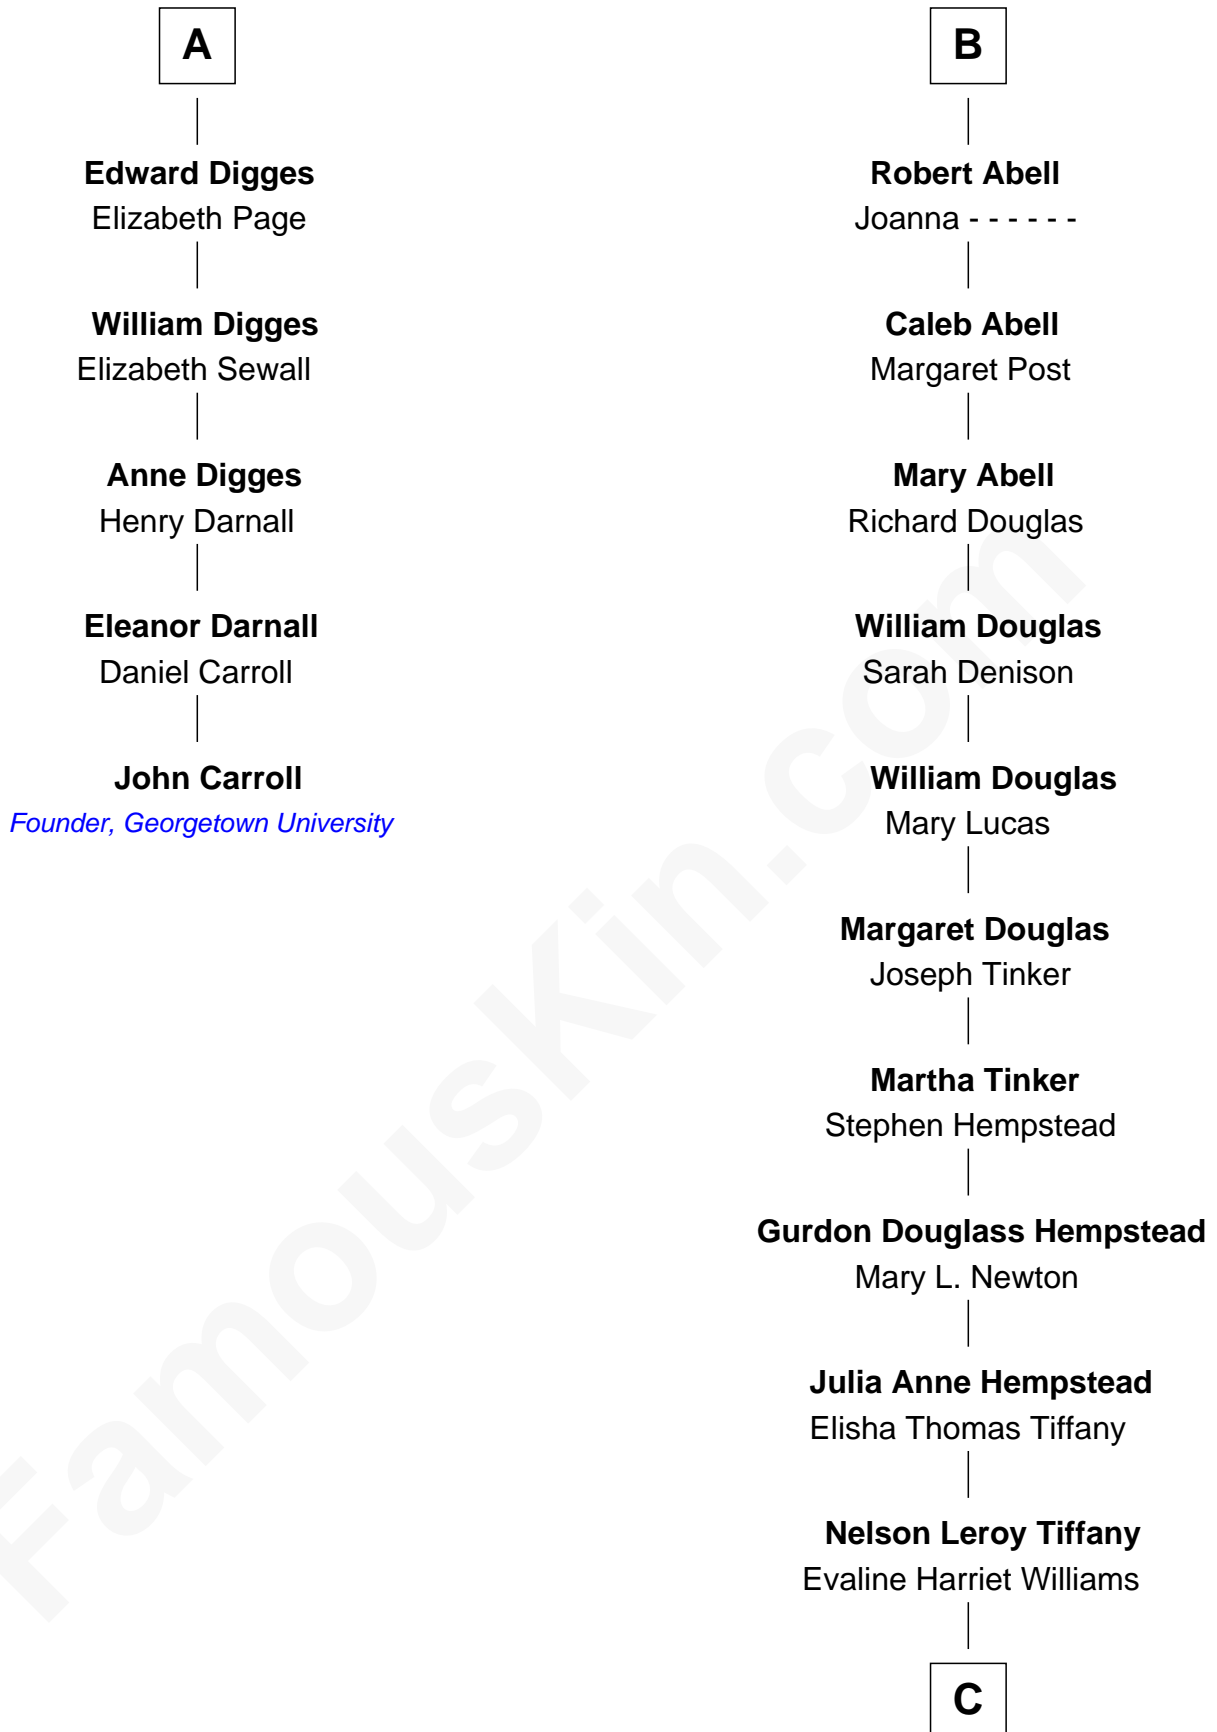 A
Edward Digges
Elizabeth Page
William Digges
Elizabeth Sewall
Anne Digges
Henry Darnall
Eleanor Darnall
Daniel Carroll
John Carroll
Founder, Georgetown University
B
Robert Abell
Joanna - - - - - -
Caleb Abell
Margaret Post
Mary Abell
Richard Douglas
William Douglas
Sarah Denison
William Douglas
Mary Lucas
Margaret Douglas
Joseph Tinker
Martha Tinker
Stephen Hempstead
Gurdon Douglass Hempstead
Mary L. Newton
Julia Anne Hempstead
Elisha Thomas Tiffany
Nelson Leroy Tiffany
Evaline Harriet Williams
C
FamousKin.com